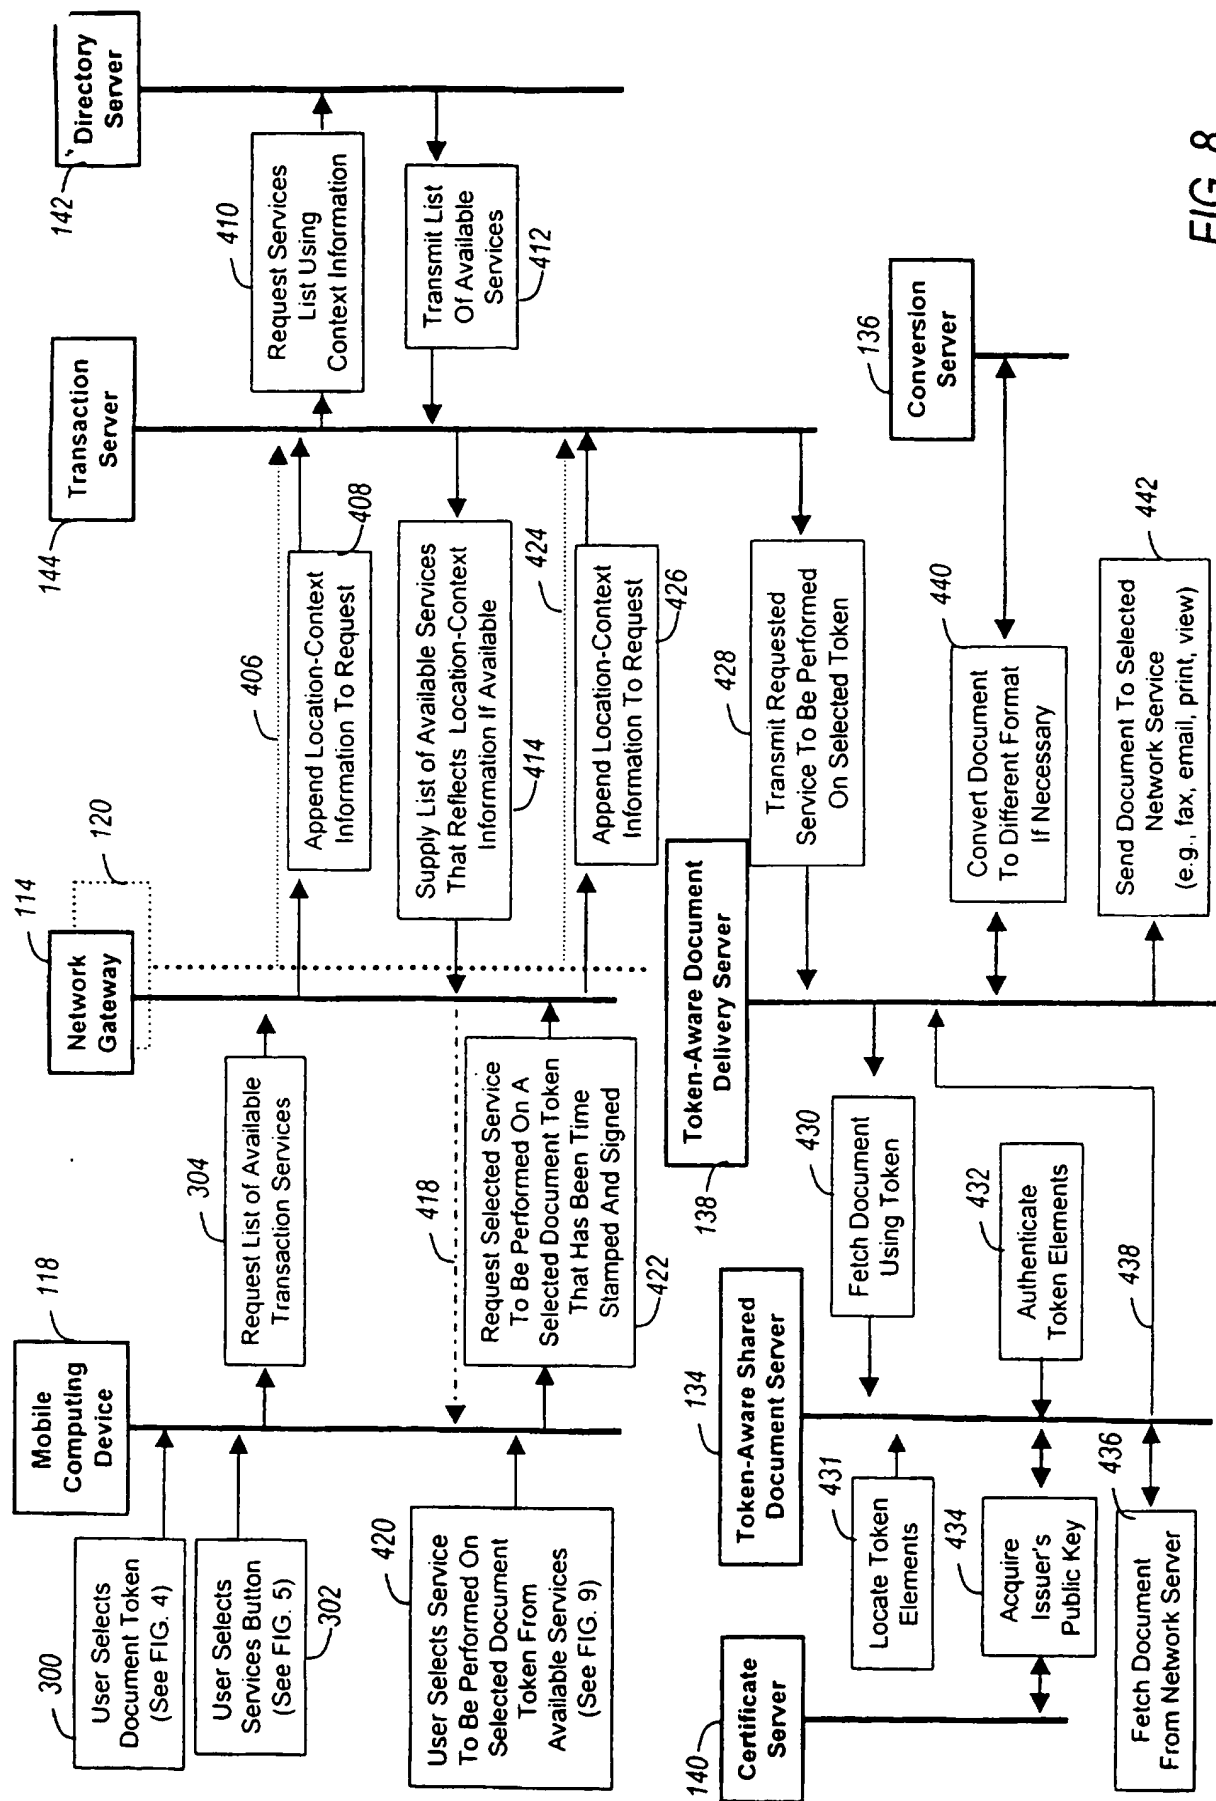 300
User Selects
Document Token
(See FIG. 4)
User Selects
Services Button
(See FIG. 5)
302
420
User Selects Service
To Be Performed On
Selected Document
Token From
Available Services
(See FIG. 9)
118
Mobile
Computing
Device
304
Request List of Available
Transaction Services
418
Request Selected Service
To Be Performed On A
Selected Document Token
That Has Been Time
Stamped And Signed
422
114
Network
Gateway
120
406
Append Location-Context
Information To Request
408
Supply List of Available Services
That Reflects Location-Context
Information If Available
414
424
Append Location-Context
Information To Request
426
144
Transaction
Server
410
Request Services
List Using
Context Information
Transmit List
Of Available
Services
412
142
Directory
Server
140
Certificate
Server
431
Locate Token
Elements
434
Acquire
Issuer's
Public Key
436
Fetch Document
From Network Server
134
Token-Aware Shared
Document Server
430
Fetch Document
Using Token
432
Authenticate
Token Elements
438
138
Token-Aware Document
Delivery Server
428
Transmit Requested
Service To Be Performed
On Selected Token
440
Convert Document
To Different Format
If Necessary
442
Send Document To Selected
Network Service
(e.g., fax, email, print, view)
136
Conversion
Server
FIG. 8